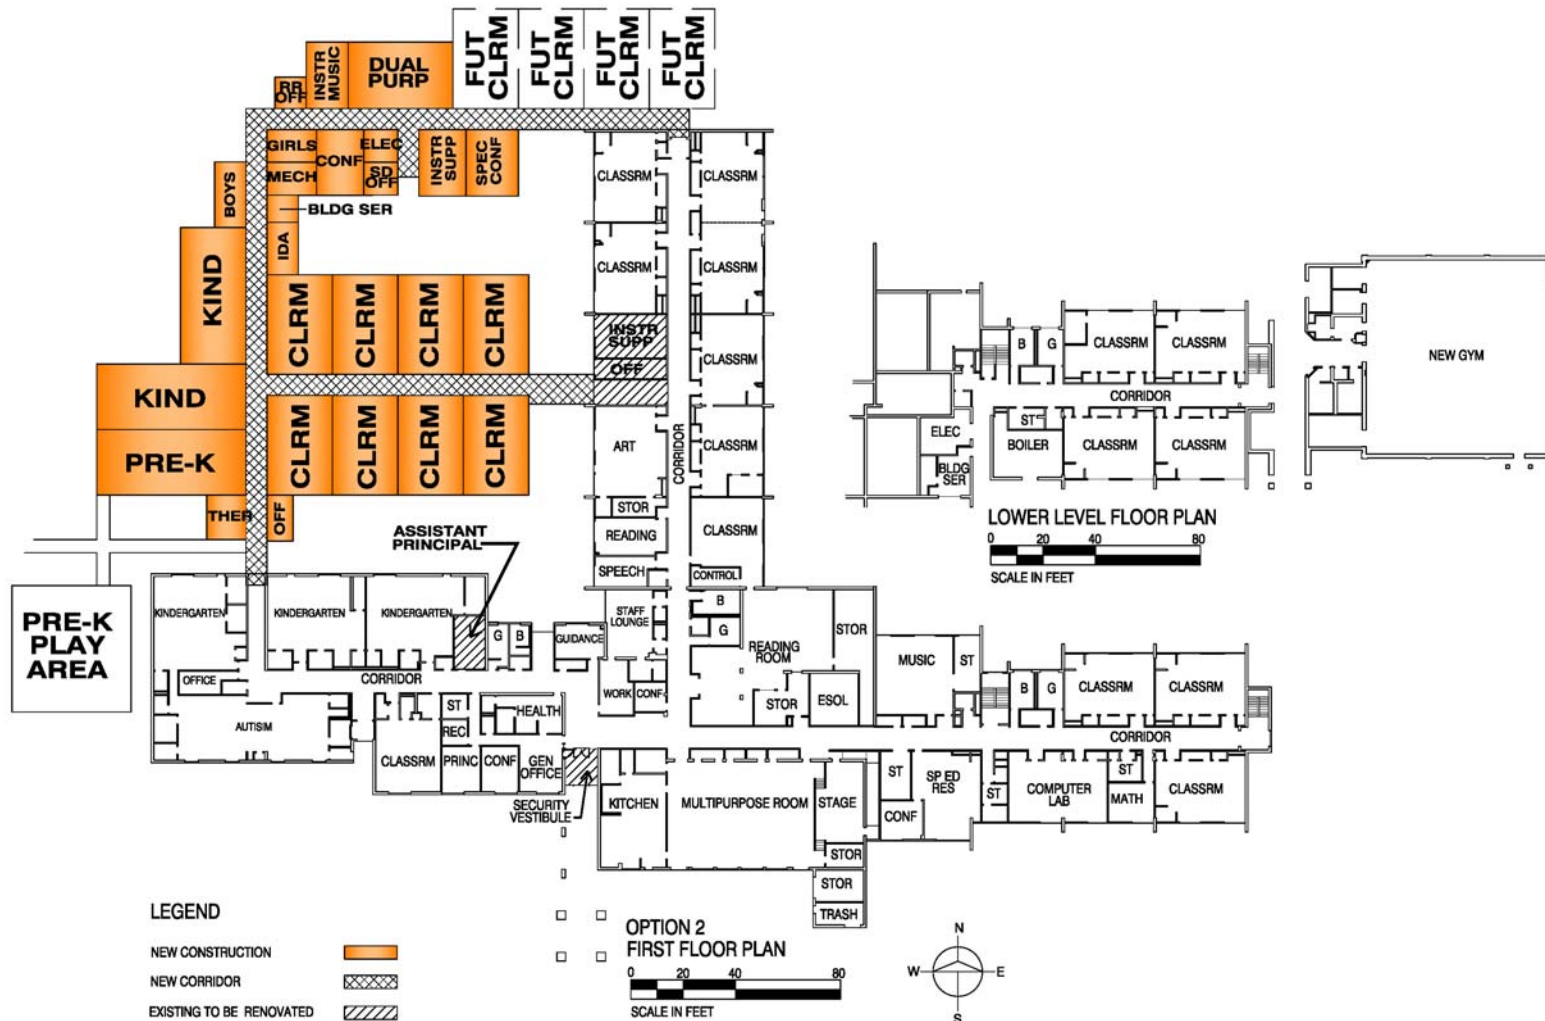 FUT CLRM
FUT CLRM
FUT CLRM
FUT CLRM
RR OFF
INSTR MUSIC
DUAL PURP
GIRLS
CONF
ELEC
MECH
SD OFF
INSTR SUPP
SPEC CONF
BOYS
BLDG SER
IDA
KIND
CLRM
CLRM
CLRM
CLRM
KIND
PRE-K
CLRM
CLRM
CLRM
CLRM
THER
OFF
PRE-K
PLAY
AREA
ASSISTANT
PRINCIPAL
CLASSRM
CLASSRM
CLASSRM
CLASSRM
INSTR
SUPP
OFF
CLASSRM
ART
CORRIDOR
CLASSRM
STOR
READING
CLASSRM
SPEECH
CONTROL
KINDERGARTEN
KINDERGARTEN
KINDERGARTEN
G
B
GUIDANCE
STAFF
LOUNGE
B
G
READING
ROOM
STOR
OFFICE
CORRIDOR
WORK
CONF
STOR
ESOL
MUSIC
ST
B
G
CLASSRM
CLASSRM
AUTISIM
ST
REC
HEALTH
CORRIDOR
CLASSRM
PRINC
CONF
GEN
OFFICE
SECURITY
VESTIBULE
KITCHEN
MULTIPURPOSE ROOM
STAGE
ST
SP ED
RES
CONF
ST
COMPUTER
LAB
ST
MATH
CLASSRM
STOR
STOR
TRASH
B
G
CLASSRM
CLASSRM
CORRIDOR
ELEC
ST
BOILER
CLASSRM
CLASSRM
BLDG
SER
NEW GYM
LOWER LEVEL FLOOR PLAN
0 20 40 80
SCALE IN FEET
LEGEND
NEW CONSTRUCTION
NEW CORRIDOR
EXISTING TO BE RENOVATED
OPTION 2
FIRST FLOOR PLAN
0 20 40 80
SCALE IN FEET
N
W
E
S